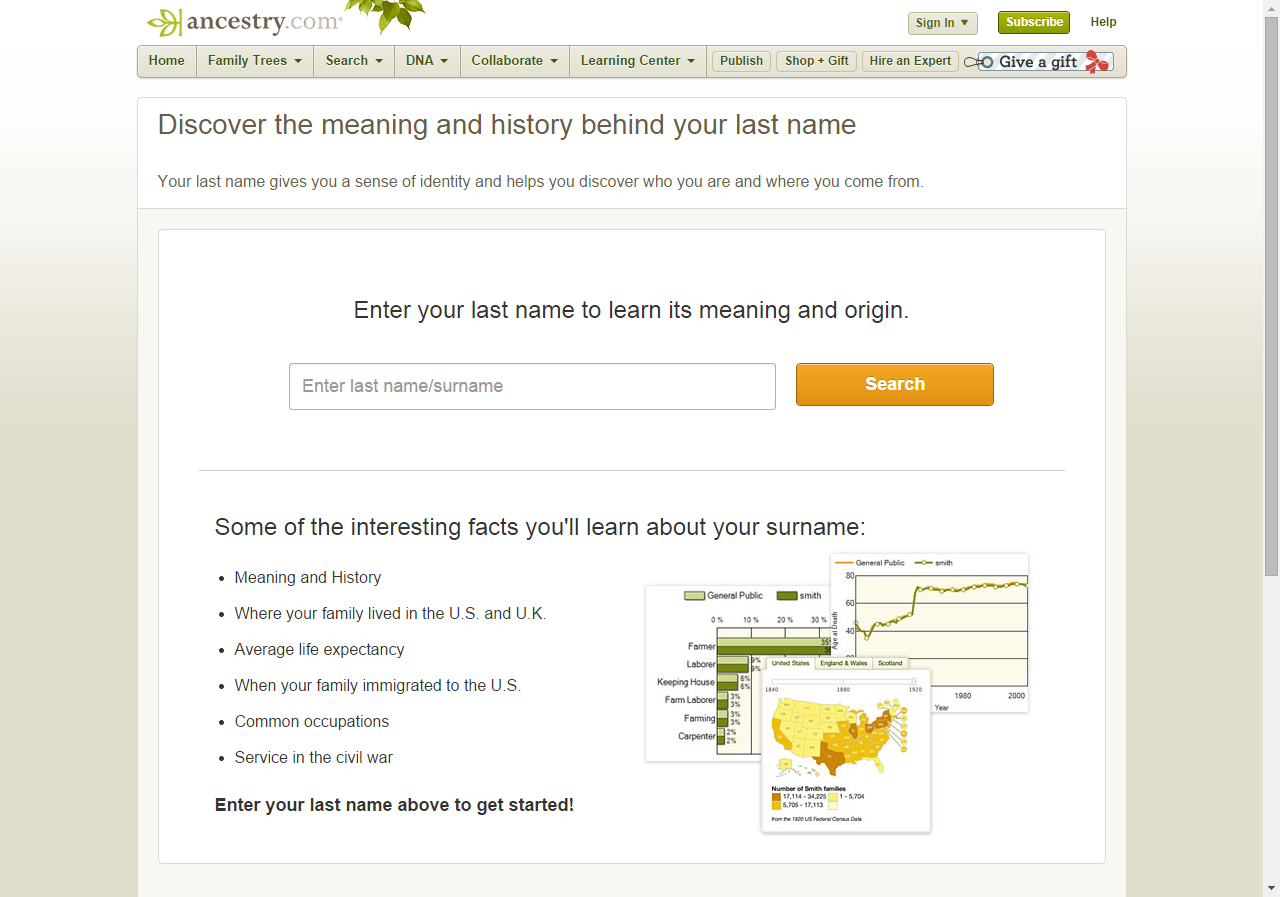 ancestry.com
Sign In
Subscribe
Help
Home
Family Trees
Search
DNA
Collaborate
Learning Center
Publish
Shop + Gift
Hire an Expert
Give a gift
Discover the meaning and history behind your last name
Your last name gives you a sense of identity and helps you discover who you are and where you come from.
Enter your last name to learn its meaning and origin.
Enter last name/surname
Search
Some of the interesting facts you'll learn about your surname:
Meaning and History
Where your family lived in the U.S. and U.K.
Average life expectancy
When your family immigrated to the U.S.
Common occupations
Service in the civil war
Enter your last name above to get started!
General Public smith
80
60
40
Age at Death
1980 2000
Year
General Public smith
0 % 10 % 20 % 30 %
Farmer
Laborer 9%
9%
Keeping House 6%
6%
Farm Laborer 3%
3%
Farming 3%
3%
Carpenter 2%
2%
United States England & Wales Scotland
1840 1880 1920
Number of Smith families
17,114 - 34,225 1 - 5,704
5,705 - 17,113
from the 1920 US Federal Census Data